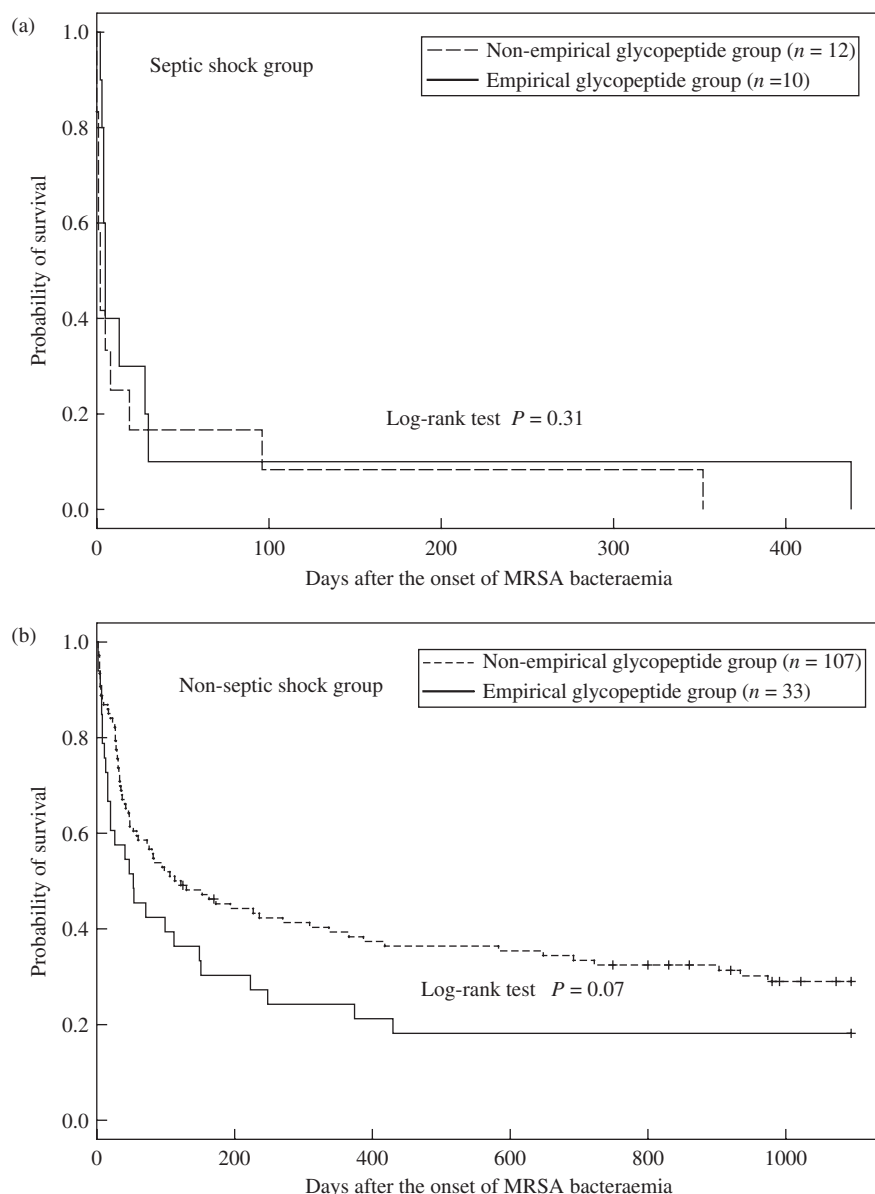 (a)
1.0
0.8
0.6
0.4
0.2
0.0
Probability of survival
Septic shock group
Non-empirical glycopeptide group (n = 12)
Empirical glycopeptide group (n =10)
Log-rank test P = 0.31
0 100 200 300 400
Days after the onset of MRSA bacteraemia
(b)
1.0
0.8
0.6
0.4
0.2
0.0
Probability of survival
Non-septic shock group
Non-empirical glycopeptide group (n = 107)
Empirical glycopeptide group (n = 33)
Log-rank test P = 0.07
0 200 400 600 800 1000
Days after the onset of MRSA bacteraemia